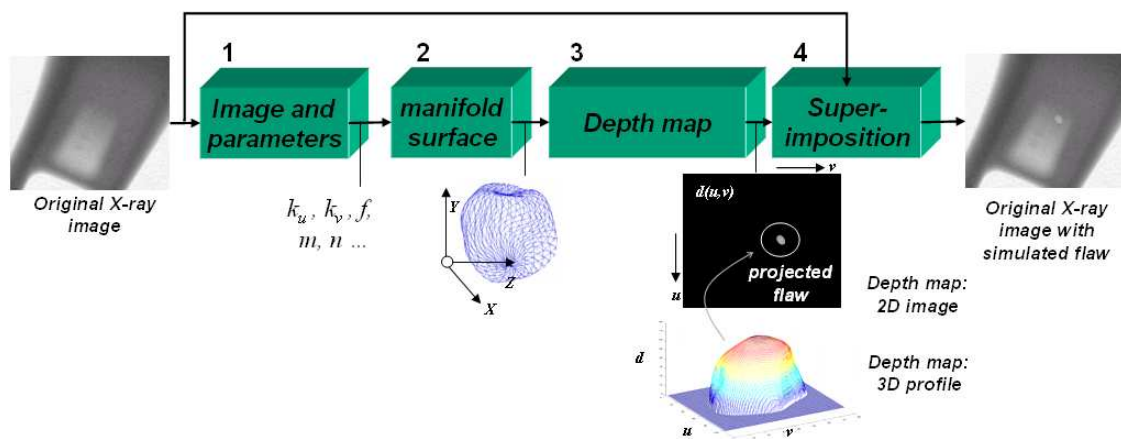 1
2
3
4
Image and
parameters
manifold
surface
Depth map
Super-
imposition
Original X-ray
image
k_u, k_v, f,
m, n ...
Y
Z
X
v
d(u,v)
u
projected
flaw
Depth map:
2D image
Original X-ray
image with
simulated flaw
d
u
v
Depth map:
3D profile